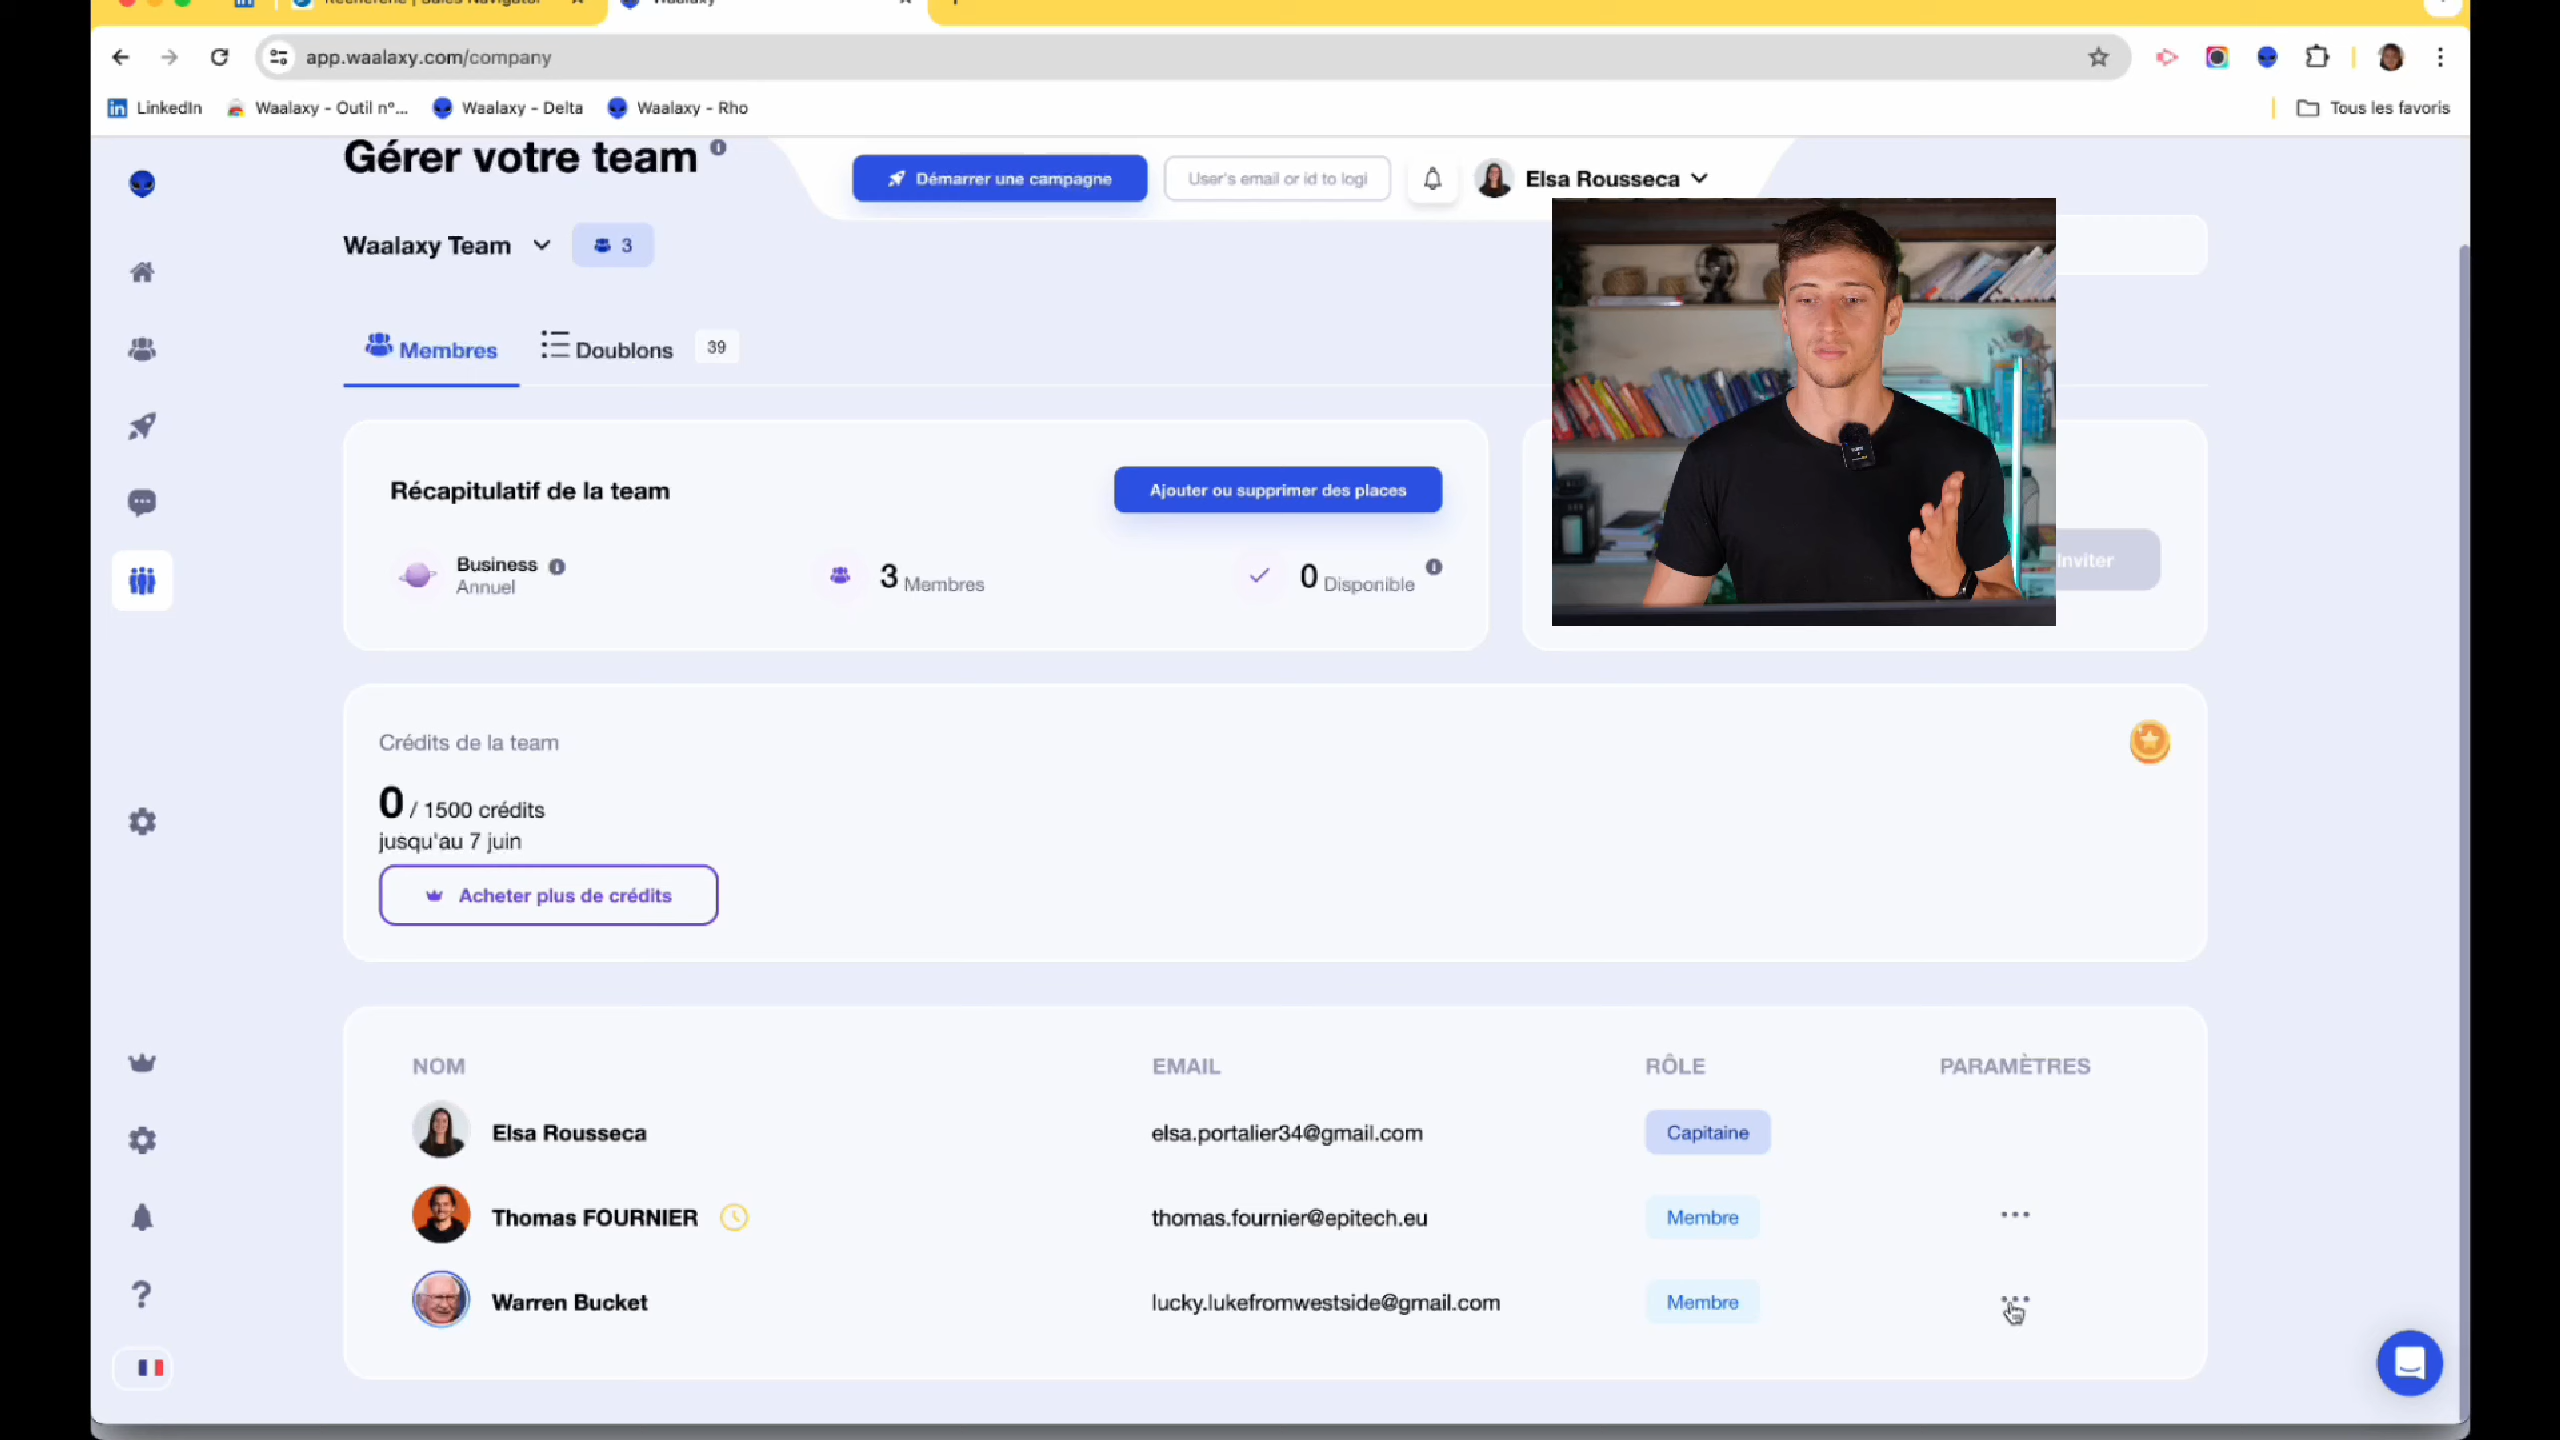 app.waalaxy.com/company
LinkedIn
Waalaxy - Outil n°...
Waalaxy - Delta
Waalaxy - Rho
Tous les favoris
Gérer votre team
Démarrer une campagne
User's email or id to logi
Elsa Rousseca
Waalaxy Team
3
Membres
Doublons
39
Récapitulatif de la team
Ajouter ou supprimer des places
Business
Annuel
3 Membres
0 Disponible
Inviter
Crédits de la team
0 / 1500 crédits
jusqu'au 7 juin
Acheter plus de crédits
NOM EMAIL RÔLE PARAMÈTRES
Elsa Rousseca elsa.portalier34@gmail.com Capitaine
Thomas FOURNIER thomas.fournier@epitech.eu Membre
Warren Bucket lucky.lukefromwestside@gmail.com Membre